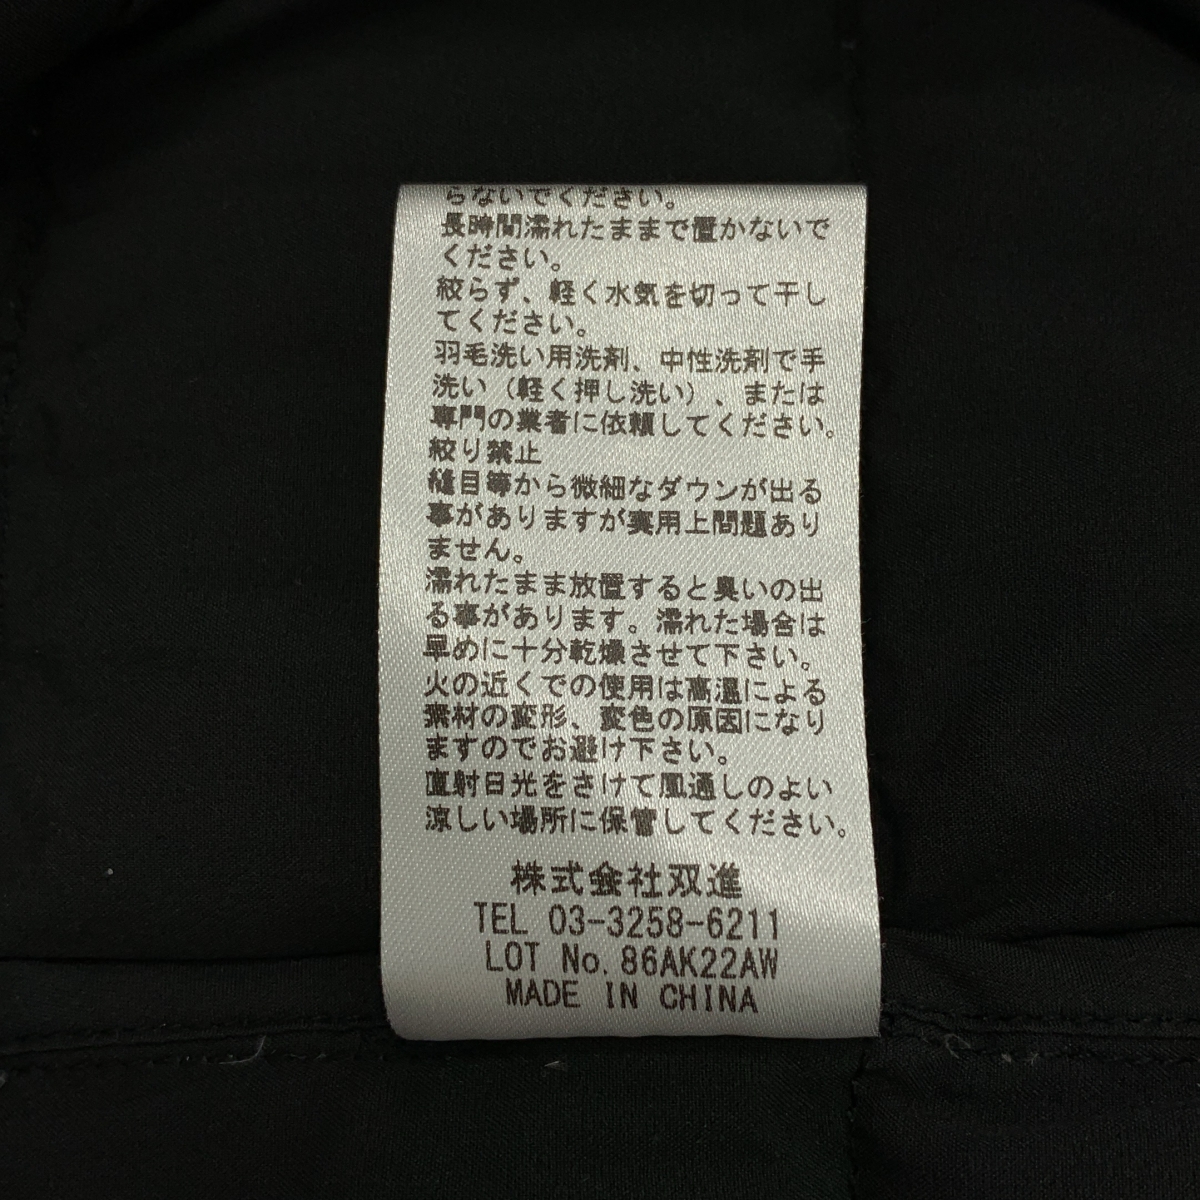 らないでください。
長時間濡れたままで置かないで
ください。
絞らず、軽く水気を切って干し
てください。
羽毛洗い用洗剤、中性洗剤で手
洗い（軽く押し洗い）、または
専門の業者に依頼してください。
絞り禁止
縫目等から微細なダウンが出る
事がありますが実用上問題あり
ません。
濡れたまま放置すると臭いの出
る事があります。濡れた場合は
早めに十分乾燥させて下さい。
火の近くでの使用は高温による
素材の変形、変色の原因になり
ますのでお避け下さい。
直射日光をさけて風通しのよい
涼しい場所に保管してください。
株式会社双進
TEL 03-3258-6211
LOT No. 86AK22AW
MADE IN CHINA